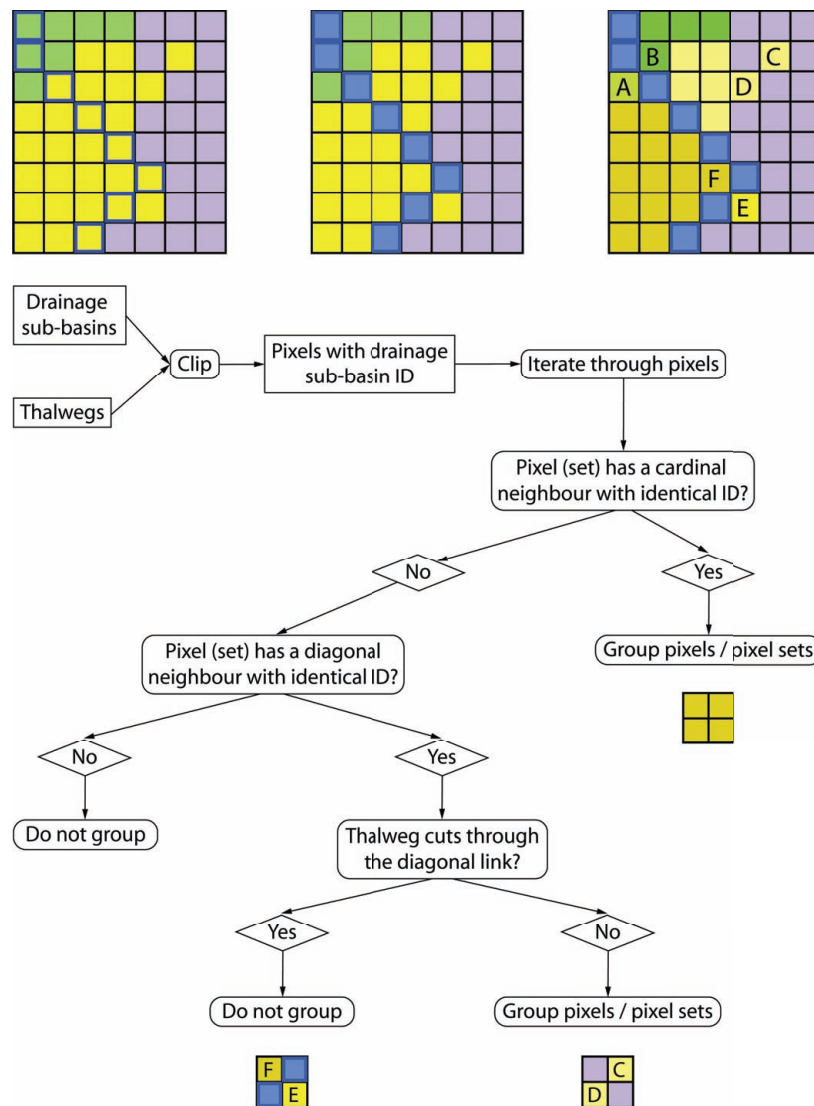 B
C
A
D
F
E
Drainage
sub-basins
Clip
Pixels with drainage
sub-basin ID
Iterate through pixels
Thalwegs
Pixel (set) has a cardinal
neighbour with identical ID?
No
Yes
Pixel (set) has a diagonal
neighbour with identical ID?
Group pixels / pixel sets
No
Yes
Do not group
Thalweg cuts through
the diagonal link?
Yes
No
Do not group
Group pixels / pixel sets
F
E
C
D